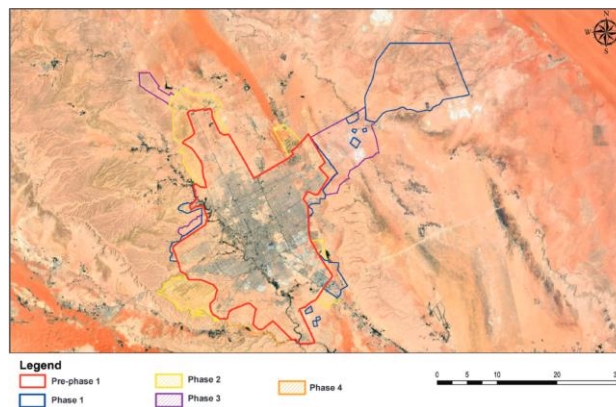 N
W E
S
Legend
Pre-phase 1
Phase 2
Phase 4
Phase 1
Phase 3
0 5 10 20